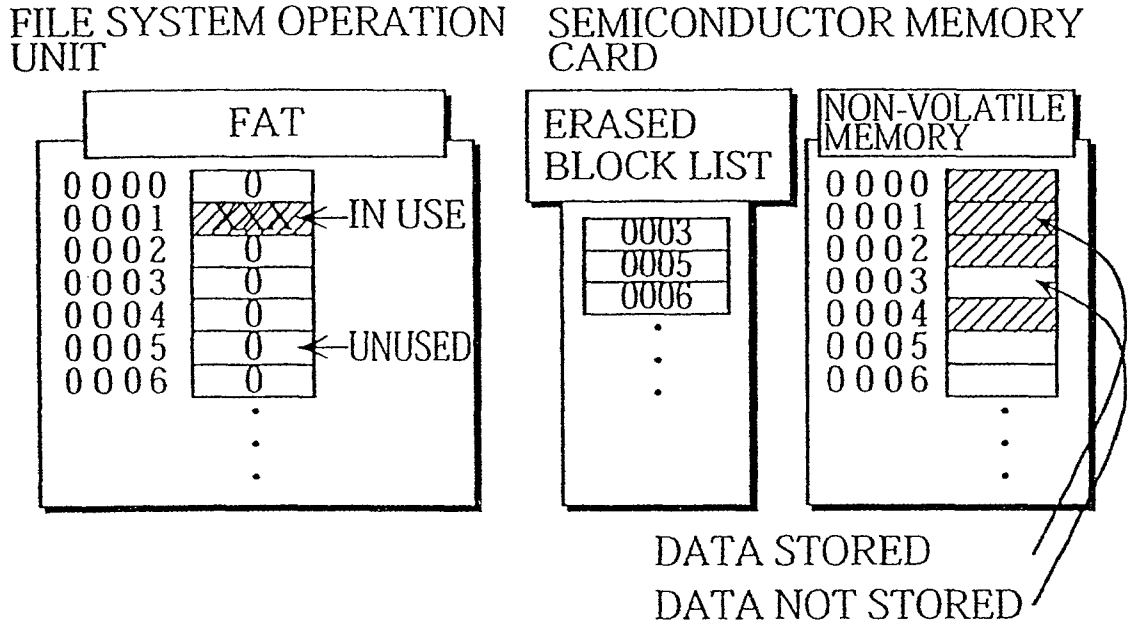 FILE SYSTEM OPERATION
UNIT
SEMICONDUCTOR MEMORY
CARD
FAT
0000 0
0001 XXX IN USE
0002 0
0003 0
0004 0
0005 0 UNUSED
0006 0
ERASED
BLOCK LIST
0003
0005
0006
NON-VOLATILE
MEMORY
0000
0001
0002
0003
0004
0005
0006
DATA STORED
DATA NOT STORED